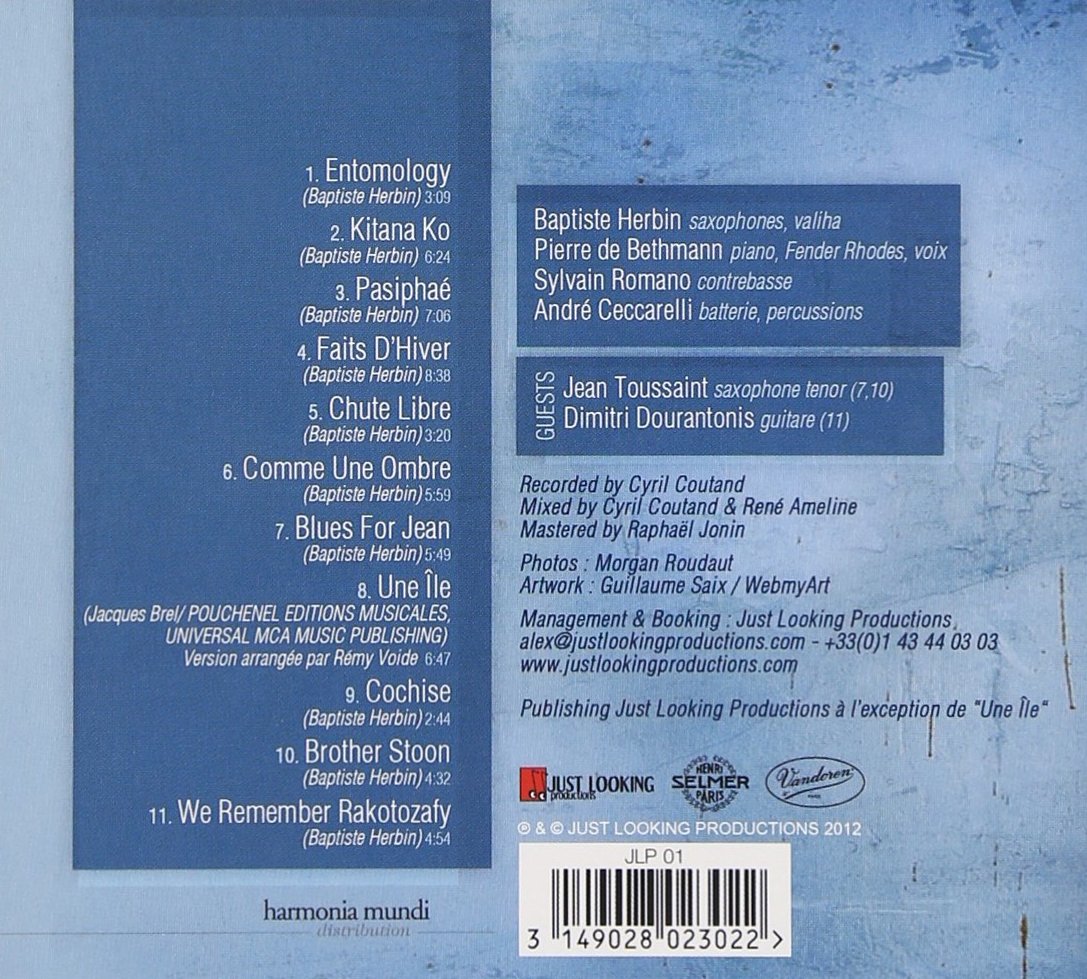 1. Entomology
(Baptiste Herbin) 3:09
2. Kitana Ko
(Baptiste Herbin) 6:24
3. Pasiphaé
(Baptiste Herbin) 7:06
4. Faits D'Hiver
(Baptiste Herbin) 8:38
5. Chute Libre
(Baptiste Herbin) 3:20
6. Comme Une Ombre
(Baptiste Herbin) 5:59
7. Blues For Jean
(Baptiste Herbin) 5:49
8. Une Île
(Jacques Brel/ POUCHENEL EDITIONS MUSICALES,
UNIVERSAL MCA MUSIC PUBLISHING)
Version arrangée par Rémy Voide 6:47
9. Cochise
(Baptiste Herbin) 2:44
10. Brother Stoon
(Baptiste Herbin) 4:32
11. We Remember Rakotozafy
(Baptiste Herbin) 4:54
harmonia mundi
distribution
Baptiste Herbin saxophones, valiha
Pierre de Bethmann piano, Fender Rhodes, voix
Sylvain Romano contrebasse
André Ceccarelli batterie, percussions
GUESTS
Jean Toussaint saxophone tenor (7,10)
Dimitri Dourantonis guitare (11)
Recorded by Cyril Coutand
Mixed by Cyril Coutand & René Ameline
Mastered by Raphaël Jonin
Photos : Morgan Roudaut
Artwork : Guillaume Saix / WebmyArt
Management & Booking : Just Looking Productions
alex@justlookingproductions.com - +33(0)1 43 44 03 03
www.justlookingproductions.com
Publishing Just Looking Productions à l'exception de "Une Île"
JUST LOOKING
productions
HENRI
SELMER
PARIS
Vandoren
PARIS
℗ & © JUST LOOKING PRODUCTIONS 2012
JLP 01
3 149028 023022 >